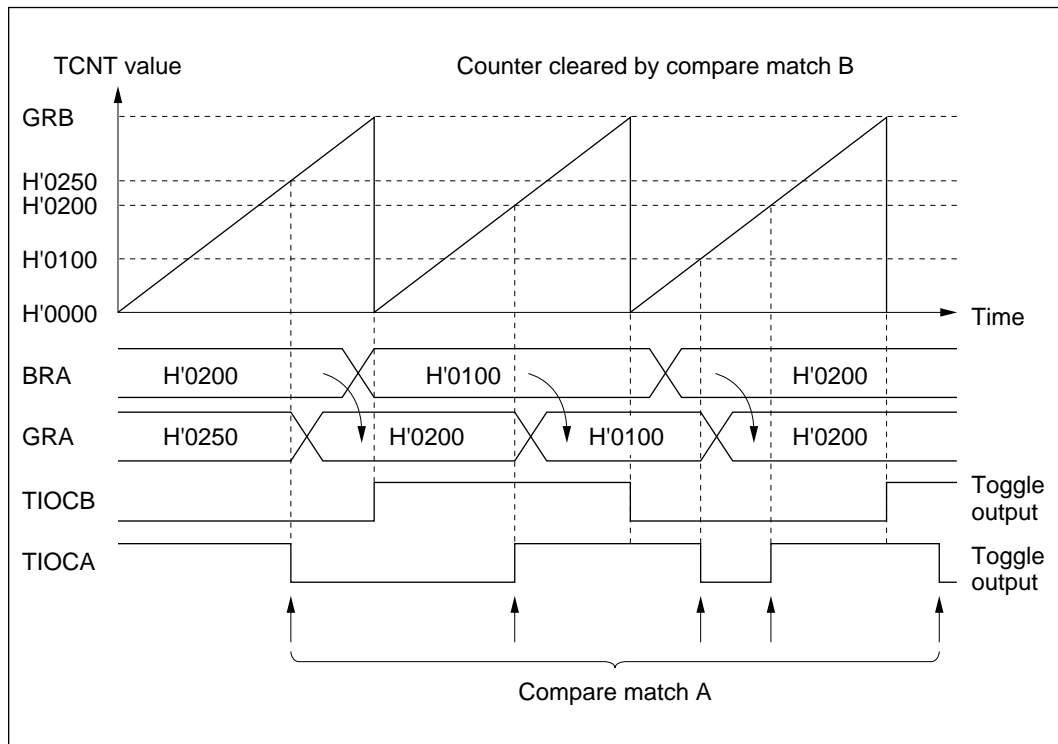 TCNT value
Counter cleared by compare match B
GRB
H'0250
H'0200
H'0100
H'0000
Time
BRA
H'0200
H'0100
H'0200
GRA
H'0250
H'0200
H'0100
H'0200
TIOCB
Toggle
output
TIOCA
Toggle
output
Compare match A